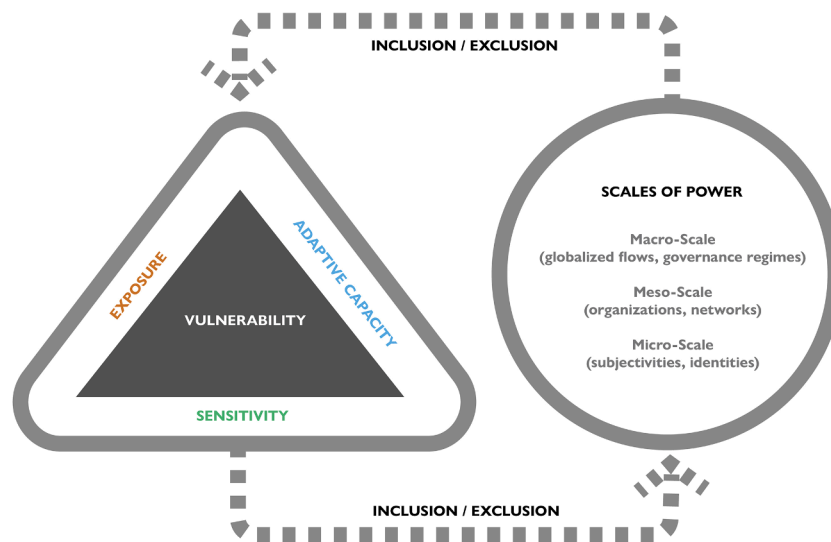 INCLUSION / EXCLUSION
SCALES OF POWER
Macro-Scale
(globalized flows, governance regimes)
Meso-Scale
(organizations, networks)
Micro-Scale
(subjectivities, identities)
EXPOSURE
ADAPTIVE CAPACITY
VULNERABILITY
SENSITIVITY
INCLUSION / EXCLUSION